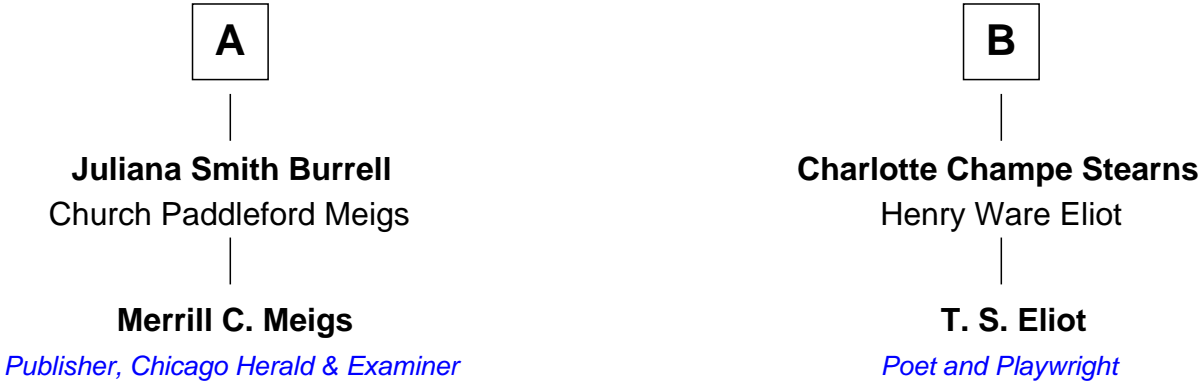 A
B
Juliana Smith Burrell
Church Paddleford Meigs
Charlotte Champe Stearns
Henry Ware Eliot
Merrill C. Meigs
Publisher, Chicago Herald & Examiner
T. S. Eliot
Poet and Playwright